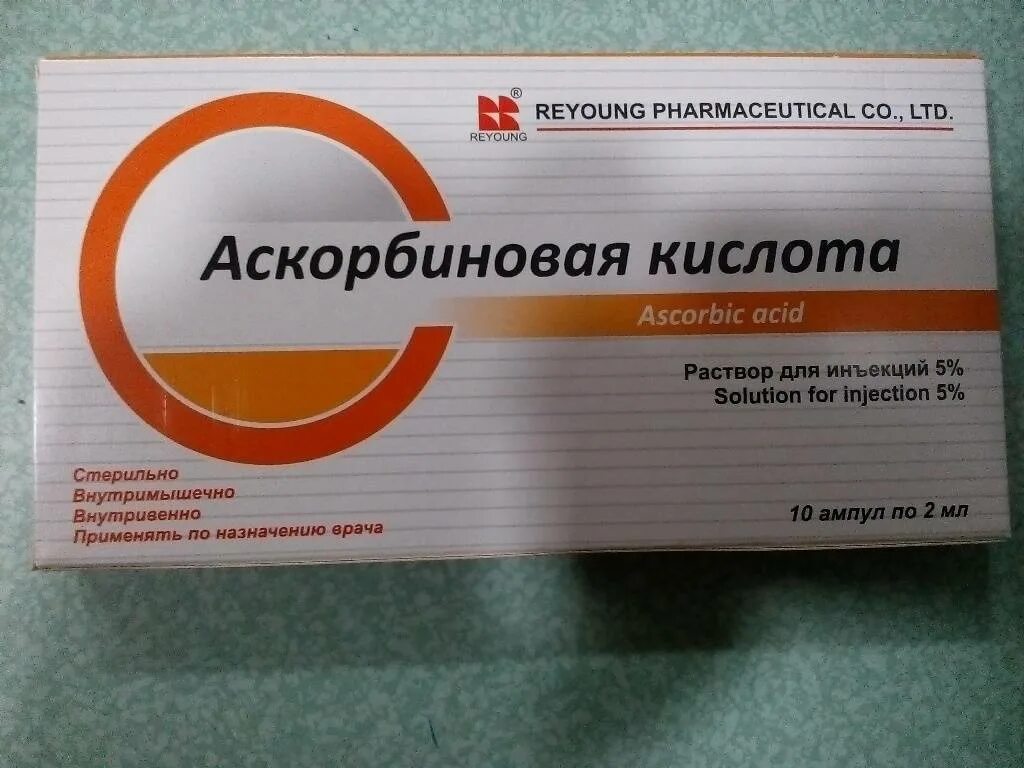 ®
REYOUNG
REYOUNG PHARMACEUTICAL CO., LTD.
Аскорбиновая кислота
Ascorbic acid
Раствор для инъекций 5%
Solution for injection 5%
Стерильно
Внутримышечно
Внутривенно
Применять по назначению врача
10 ампул по 2 мл